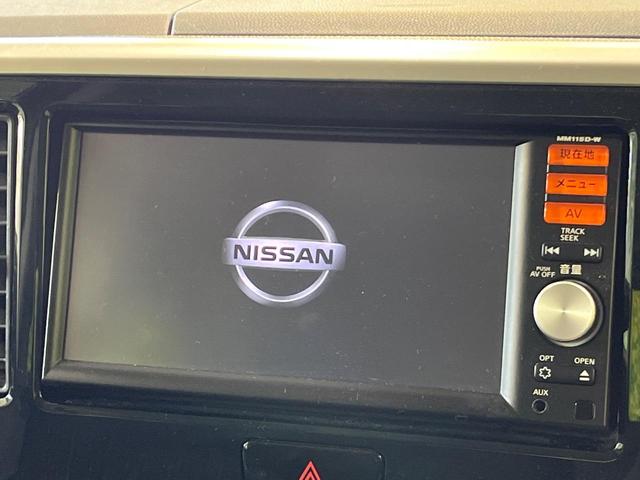 MM115D-W
現在地
メニュー
AV
TRACK
SEEK
PUSH
AV OFF
音量
NISSAN
OPT
OPEN
AUX